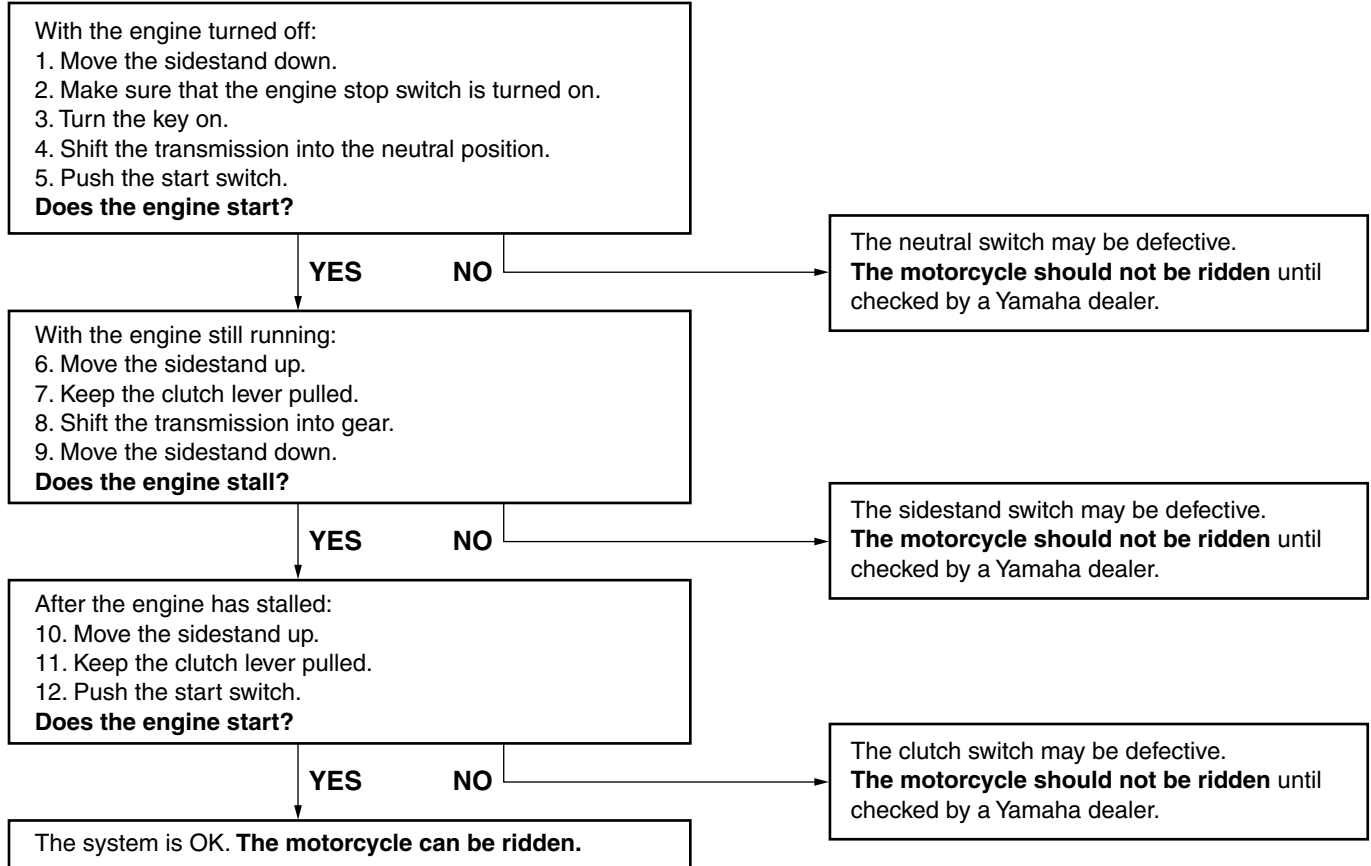 With the engine turned off:
1. Move the sidestand down.
2. Make sure that the engine stop switch is turned on.
3. Turn the key on.
4. Shift the transmission into the neutral position.
5. Push the start switch.
Does the engine start?
YES
NO
The neutral switch may be defective.
The motorcycle should not be ridden until
checked by a Yamaha dealer.
With the engine still running:
6. Move the sidestand up.
7. Keep the clutch lever pulled.
8. Shift the transmission into gear.
9. Move the sidestand down.
Does the engine stall?
YES
NO
The sidestand switch may be defective.
The motorcycle should not be ridden until
checked by a Yamaha dealer.
After the engine has stalled:
10. Move the sidestand up.
11. Keep the clutch lever pulled.
12. Push the start switch.
Does the engine start?
YES
NO
The clutch switch may be defective.
The motorcycle should not be ridden until
checked by a Yamaha dealer.
The system is OK. The motorcycle can be ridden.